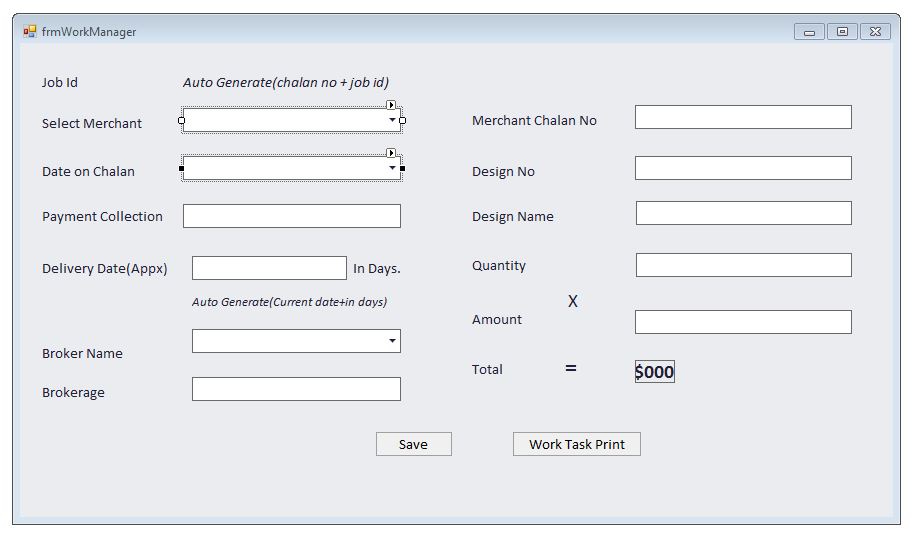 frmWorkManager
Job Id Auto Generate(chalan no + job id)
Select Merchant Merchant Chalan No
Date on Chalan Design No
Payment Collection Design Name
Delivery Date(Appx) In Days. Quantity
Auto Generate(Current date+in days) X
Amount
Broker Name
Total = $000
Brokerage
Save Work Task Print